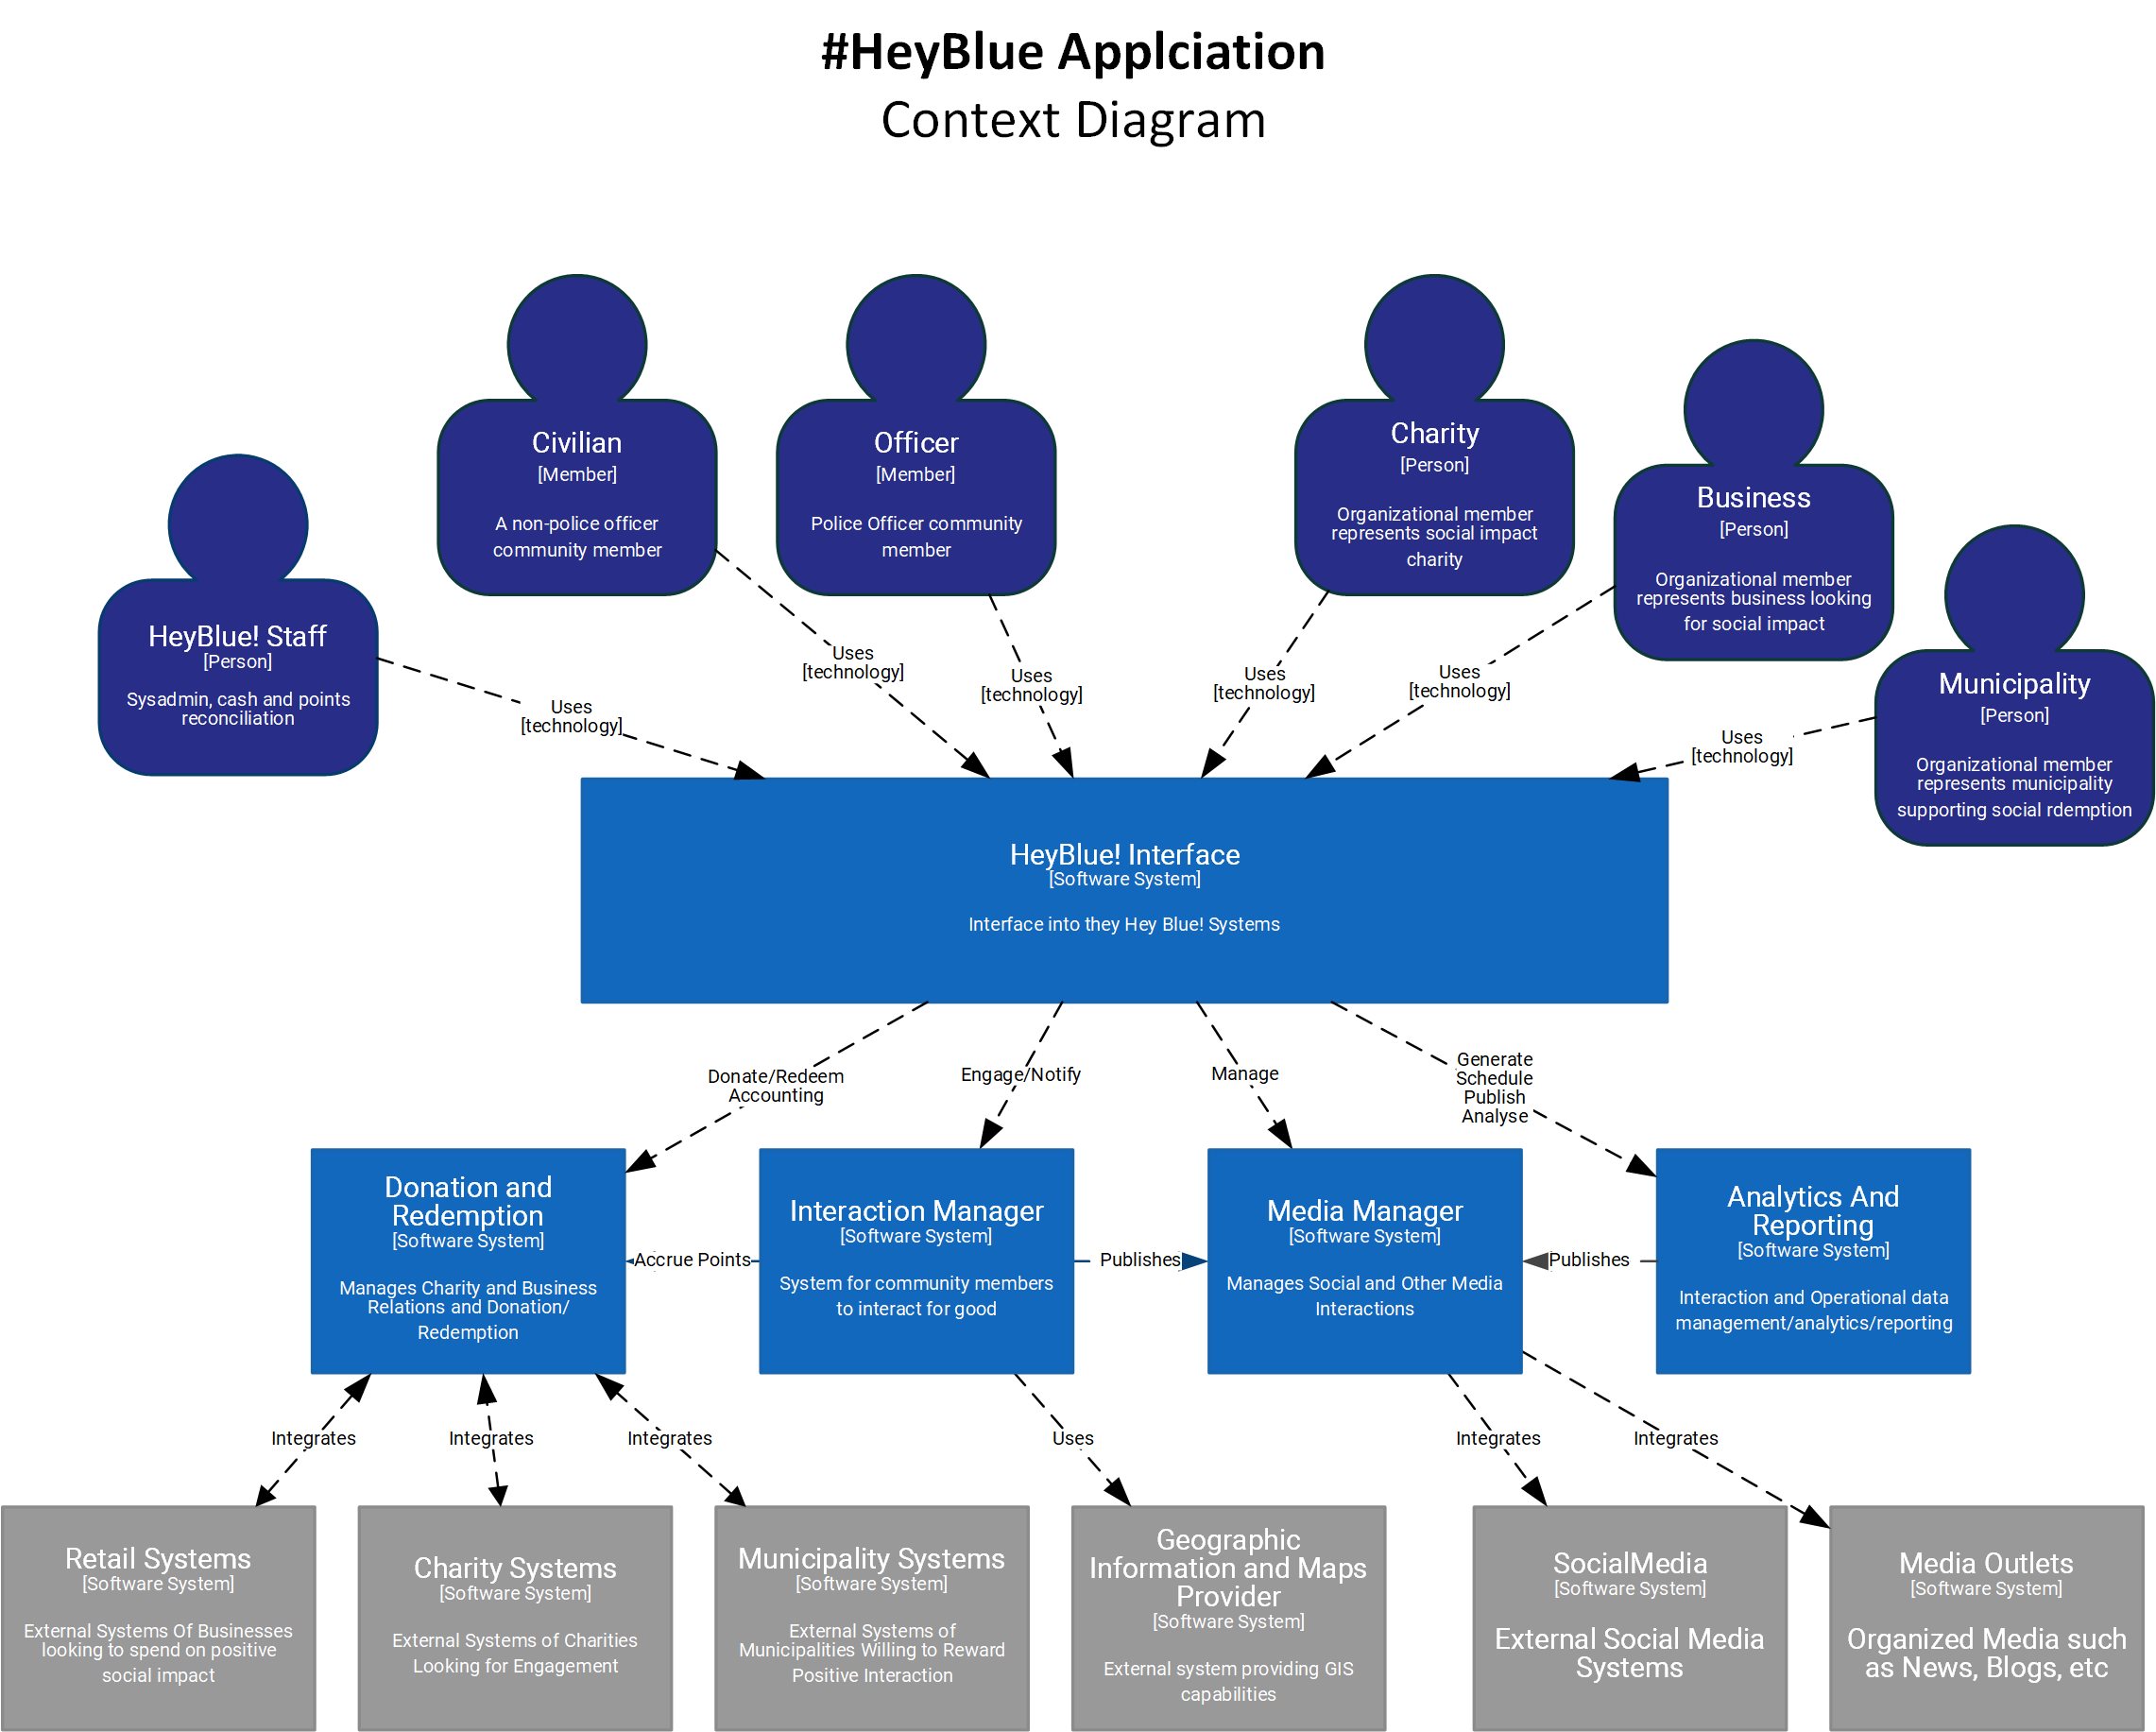 #HeyBlue Applciation
Context Diagram
Civilian
[Member]
A non-police officer
community member
Officer
[Member]
Police Officer community
member
Charity
[Person]
Organizational member
represents social impact
charity
Business
[Person]
Organizational member
represents business looking
for social impact
HeyBlue! Staff
[Person]
Sysadmin, cash and points
reconciliation
Municipality
[Person]
Organizational member
represents municipality
supporting social rdemption
Uses
[technology]
Uses
[technology]
Uses
[technology]
Uses
[technology]
Uses
[technology]
Uses
[technology]
HeyBlue! Interface
[Software System]
Interface into they Hey Blue! Systems
Donate/Redeem
Accounting
Engage/Notify
Manage
Generate
Schedule
Publish
Analyse
Donation and
Redemption
[Software System]
Manages Charity and Business
Relations and Donation/
Redemption
Accrue Points
Interaction Manager
[Software System]
System for community members
to interact for good
Publishes
Media Manager
[Software System]
Manages Social and Other Media
Interactions
Publishes
Analytics And
Reporting
[Software System]
Interaction and Operational data
management/analytics/reporting
Integrates
Integrates
Integrates
Uses
Integrates
Integrates
Retail Systems
[Software System]
External Systems Of Businesses
looking to spend on positive
social impact
Charity Systems
[Software System]
External Systems of Charities
Looking for Engagement
Municipality Systems
[Software System]
External Systems of
Municipalities Willing to Reward
Positive Interaction
Geographic
Information and Maps
Provider
[Software System]
External system providing GIS
capabilities
SocialMedia
[Software System]
External Social Media
Systems
Media Outlets
[Software System]
Organized Media such
as News, Blogs, etc